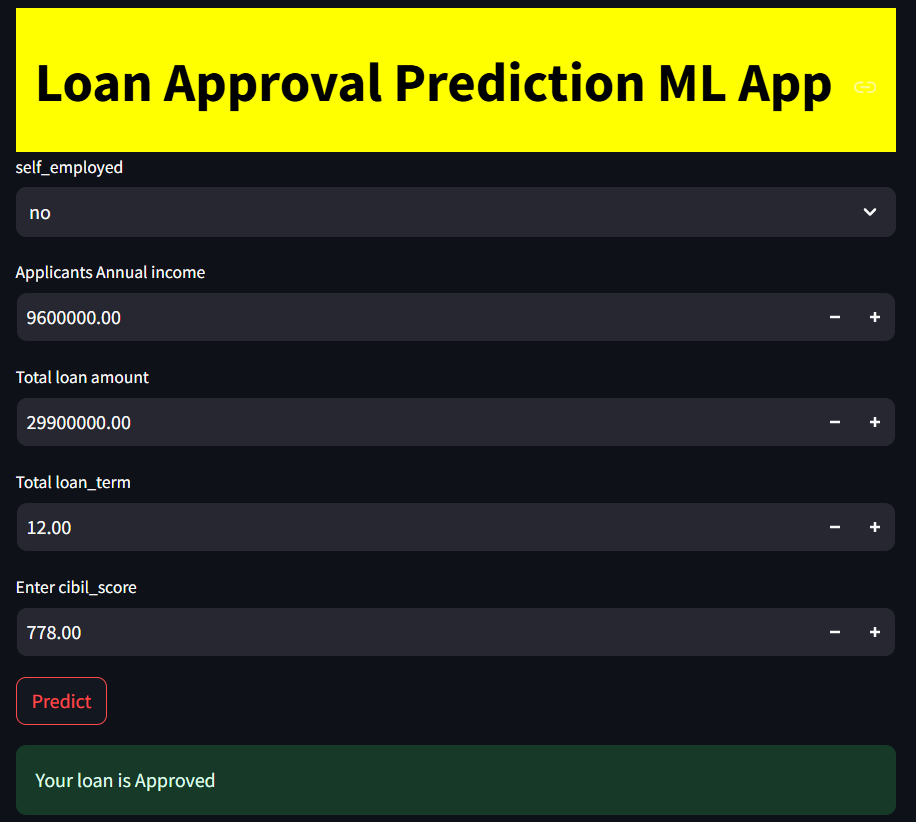 Loan Approval Prediction ML App
self_employed
no
Applicants Annual income
9600000.00
Total loan amount
29900000.00
Total loan_term
12.00
Enter cibil_score
778.00
Predict
Your loan is Approved